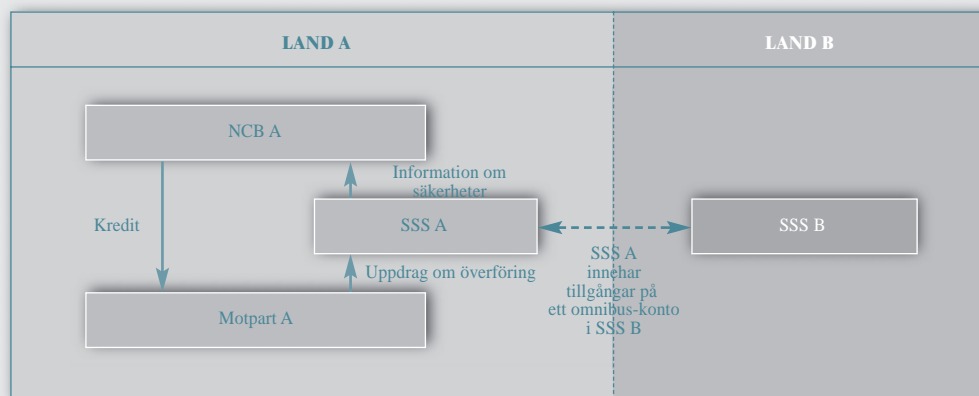 LAND A
LAND B
NCB A
Information om
säkerheter
Kredit
SSS A
SSS B
Uppdrag om överföring
SSS A
innehar
tillgångar på
ett omnibus-konto
i SSS B
Motpart A